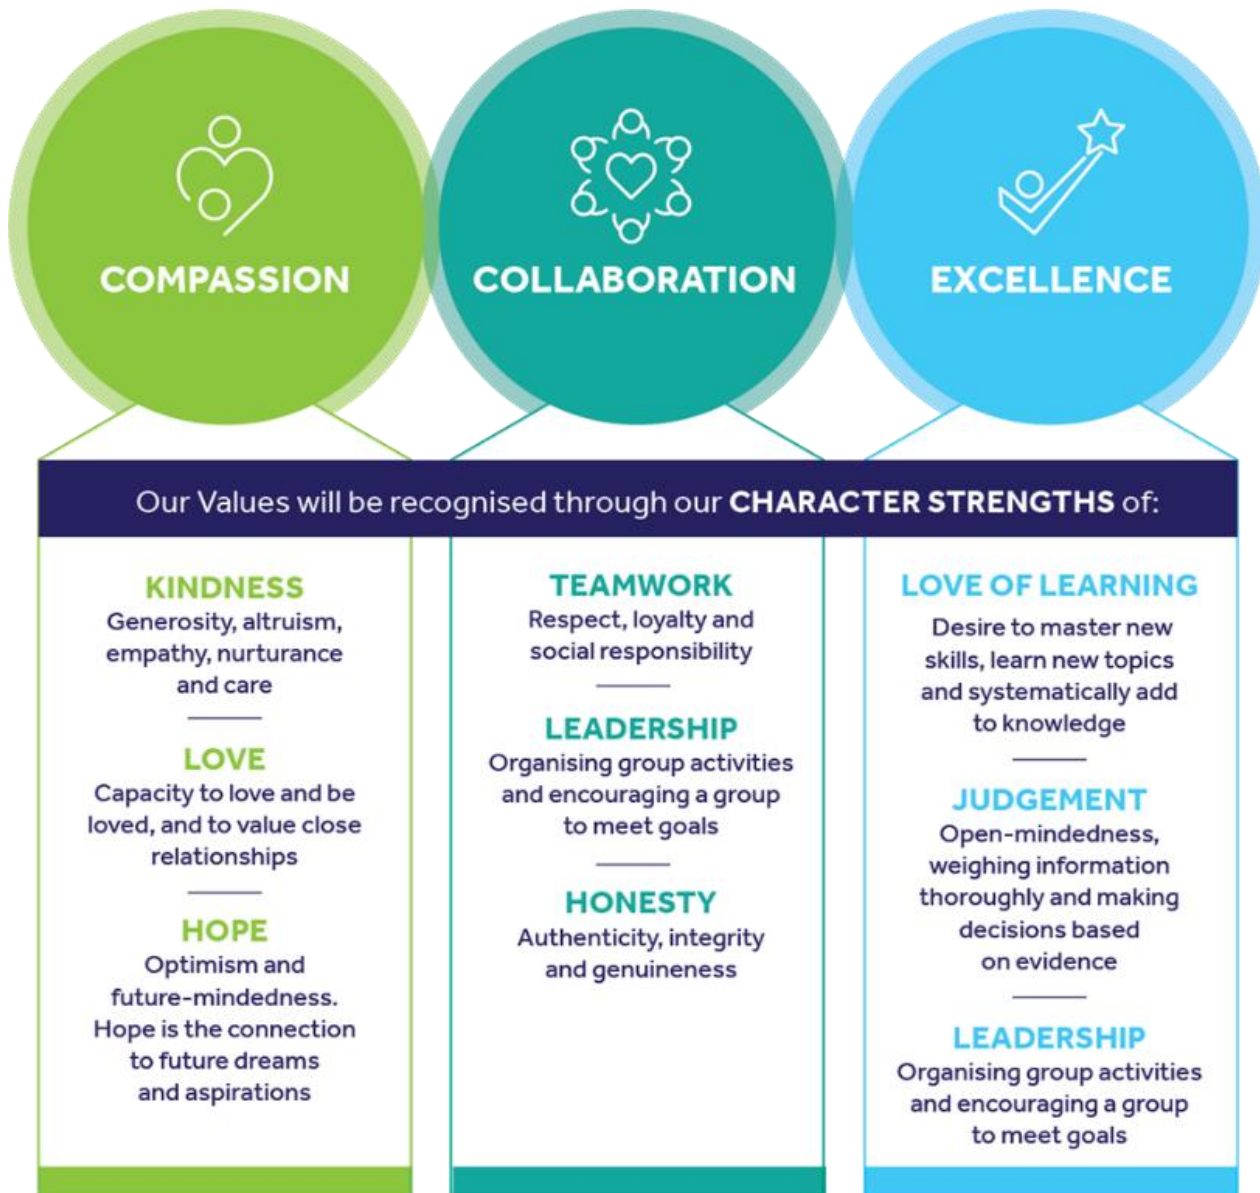 COMPASSION
COLLABORATION
EXCELLENCE
Our Values will be recognised through our CHARACTER STRENGTHS of:
KINDNESS
Generosity, altruism,
empathy, nurturance
and care
LOVE
Capacity to love and be
loved, and to value close
relationships
HOPE
Optimism and
future-mindedness.
Hope is the connection
to future dreams
and aspirations
TEAMWORK
Respect, loyalty and
social responsibility
LEADERSHIP
Organising group activities
and encouraging a group
to meet goals
HONESTY
Authenticity, integrity
and genuineness
LOVE OF LEARNING
Desire to master new
skills, learn new topics
and systematically add
to knowledge
JUDGEMENT
Open-mindedness,
weighing information
thoroughly and making
decisions based
on evidence
LEADERSHIP
Organising group activities
and encouraging a group
to meet goals